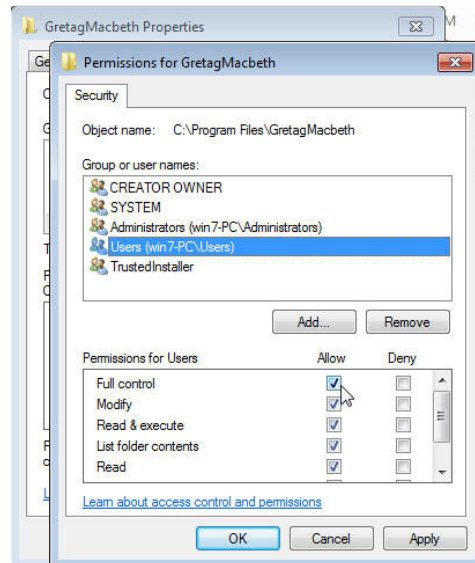 GretagMacbeth Properties
M
Ge
Permissions for GretagMacbeth
Security
Object name: C:\Program Files\GretagMacbeth
Group or user names:
CREATOR OWNER
SYSTEM
Administrators (win7-PC\Administrators)
Users (win7-PC\Users)
TrustedInstaller
Add...
Remove
Permissions for Users
Allow
Deny
Full control
Modify
Read & execute
List folder contents
Read
Learn about access control and permissions
OK
Cancel
Apply